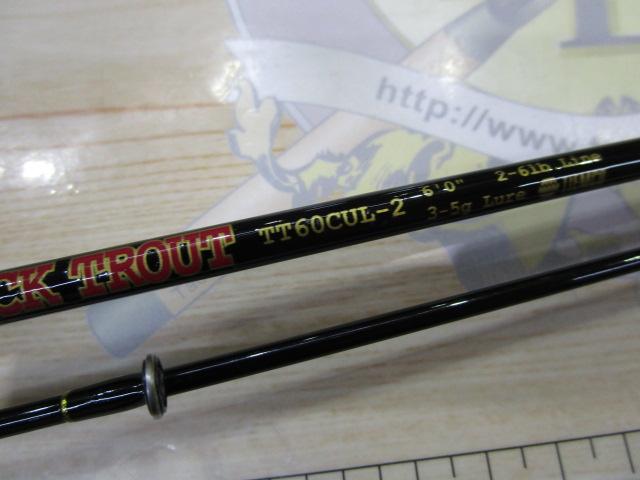 http://www.
CK TROUT TT60CUL-2 6'0" 2-6lb Line
3-5g Lure